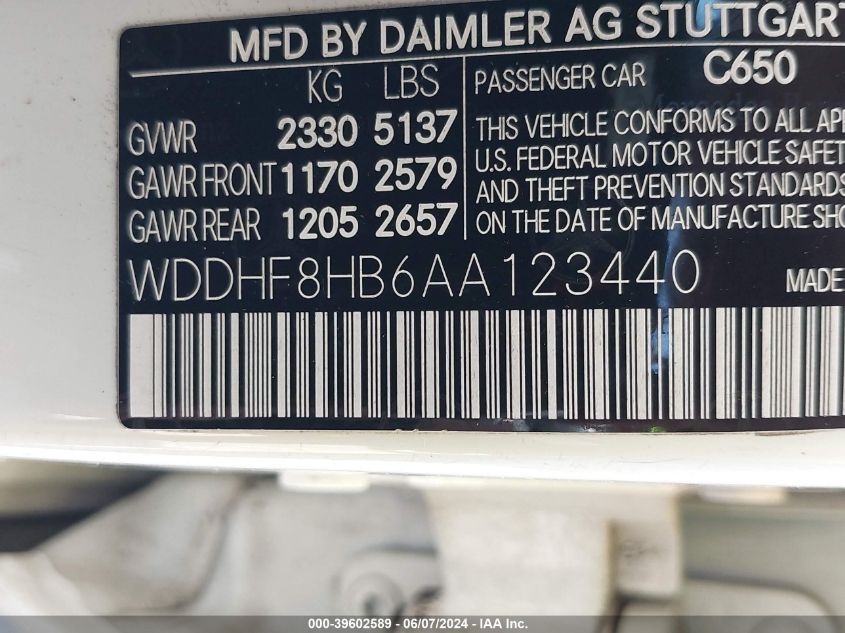 MFD BY DAIMLER AG STUTTGAR
KG LBS
GVWR 2330 5137
GAWR FRONT 1170 2579
GAWR REAR 1205 2657
PASSENGER CAR C650
THIS VEHICLE CONFORMS TO ALL APP
U.S. FEDERAL MOTOR VEHICLE SAFET
AND THEFT PREVENTION STANDARDS
ON THE DATE OF MANUFACTURE SHO
WDDHF8HB6AA123440 MADE
000-39602589 - 06/07/2024 - IAA Inc.